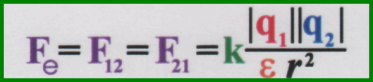 Fₑ = F₁₂ = F₂₁ = k |q₁||q₂| / ε r²